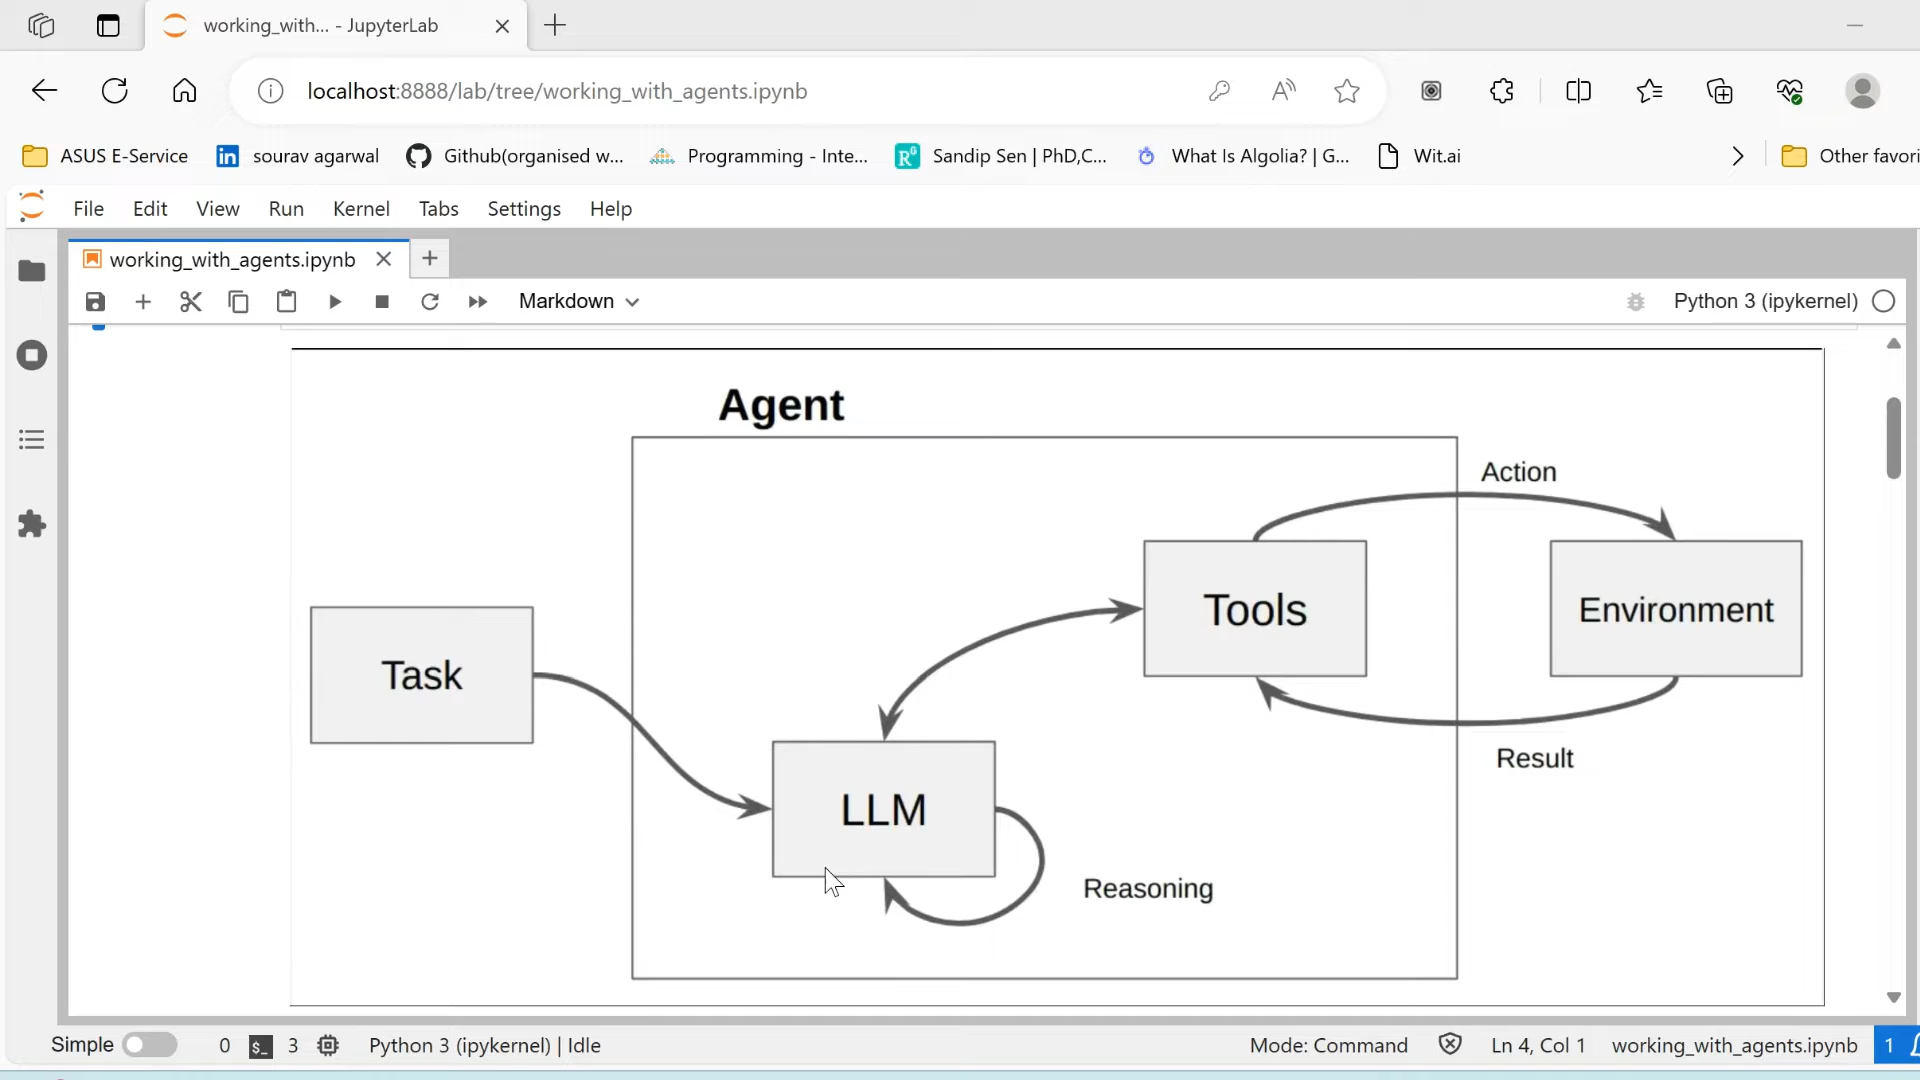 working_with... - JupyterLab
localhost:8888/lab/tree/working_with_agents.ipynb
ASUS E-Service sourav agarwal Github(organised w... Programming - Inte... Sandip Sen | PhD,C... What Is Algolia? | G... Wit.ai Other favori
File Edit View Run Kernel Tabs Settings Help
working_with_agents.ipynb
Markdown Python 3 (ipykernel)
Agent
Action
Tools
Environment
Task
Result
LLM
Reasoning
Simple 0 3 Python 3 (ipykernel) | Idle Mode: Command Ln 4, Col 1 working_with_agents.ipynb 1